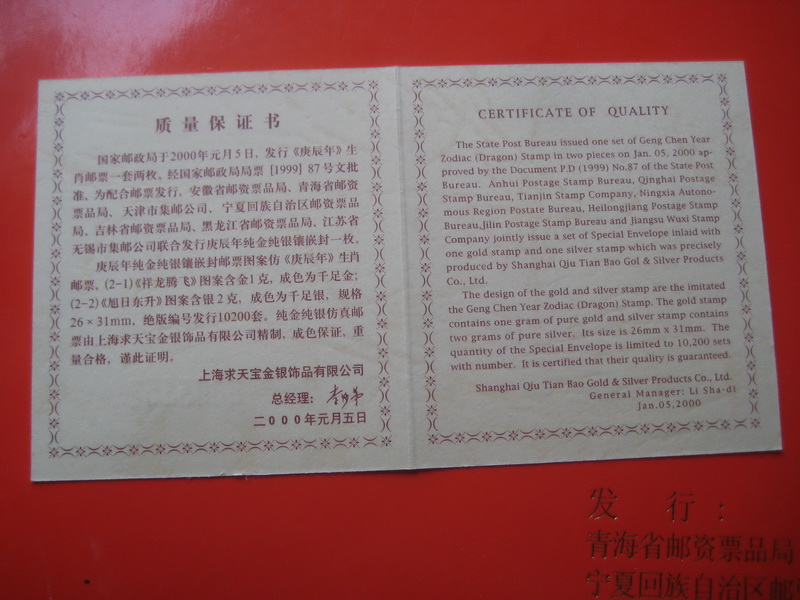 质量保证书
国家邮政局于2000年元月5日，发行《庚辰年》生
肖邮票一套两枚。经国家邮政局局票 [1999] 87号文批
准，为配合邮票发行，安徽省邮资票品局、青海省邮资
票品局、天津市集邮公司、宁夏回族自治区邮资票品
局、吉林省邮资票品局、黑龙江省邮资票品局、江苏省
无锡市集邮公司联合发行庚辰年纯金纯银镶嵌封一枚。
庚辰年纯金纯银镶嵌封邮票图案仿《庚辰年》生肖
邮票。(2-1)《祥龙腾飞》图案含金1克，成色为千足金；
(2-2)《旭日东升》图案含银2克，成色为千足银，规格
26×31mm，绝版编号发行10200套。纯金纯银仿真邮
票由上海求天宝金银饰品有限公司精制，成色保证，重
量合格，谨此证明。
上海求天宝金银饰品有限公司
总经理：
二000年元月五日
CERTIFICATE OF QUALITY
The State Post Bureau issued one set of Geng Chen Year
Zodiac (Dragon) Stamp in two pieces on Jan. 05, 2000 ap-
proved by the Document P.D (1999) No.87 of the State Post
Bureau. Anhui Postage Stamp Bureau, Qinghai Postage
Stamp Bureau, Tianjin Stamp Company, Ningxia Autono-
mous Region Postate Bureau, Heilongjiang Postage Stamp
Bureau,Jilin Postage Stamp Bureau and Jiangsu Wuxi Stamp
Company jointly issue a set of Special Envelope inlaid with
one gold stamp and one silver stamp which was precisely
produced by Shanghai Qiu Tian Bao Gol & Silver Products
Co., Ltd.
The design of the gold and silver stamp are the imitated
the Geng Chen Year Zodiac (Dragon) Stamp. The gold stamp
contains one gram of pure gold and silver stamp contains
two grams of pure silver. Its size is 26mm x 31mm. The
quantity of the Special Envelope is limited to 10,200 sets
with number. It is certified that their quality is guaranteed.
Shanghai Qiu Tian Bao Gold & Silver Products Co., Ltd.
General Manager: Li Sha-di
Jan.05,2000
发 行：
青海省邮资票品局
宁夏回族自治区邮